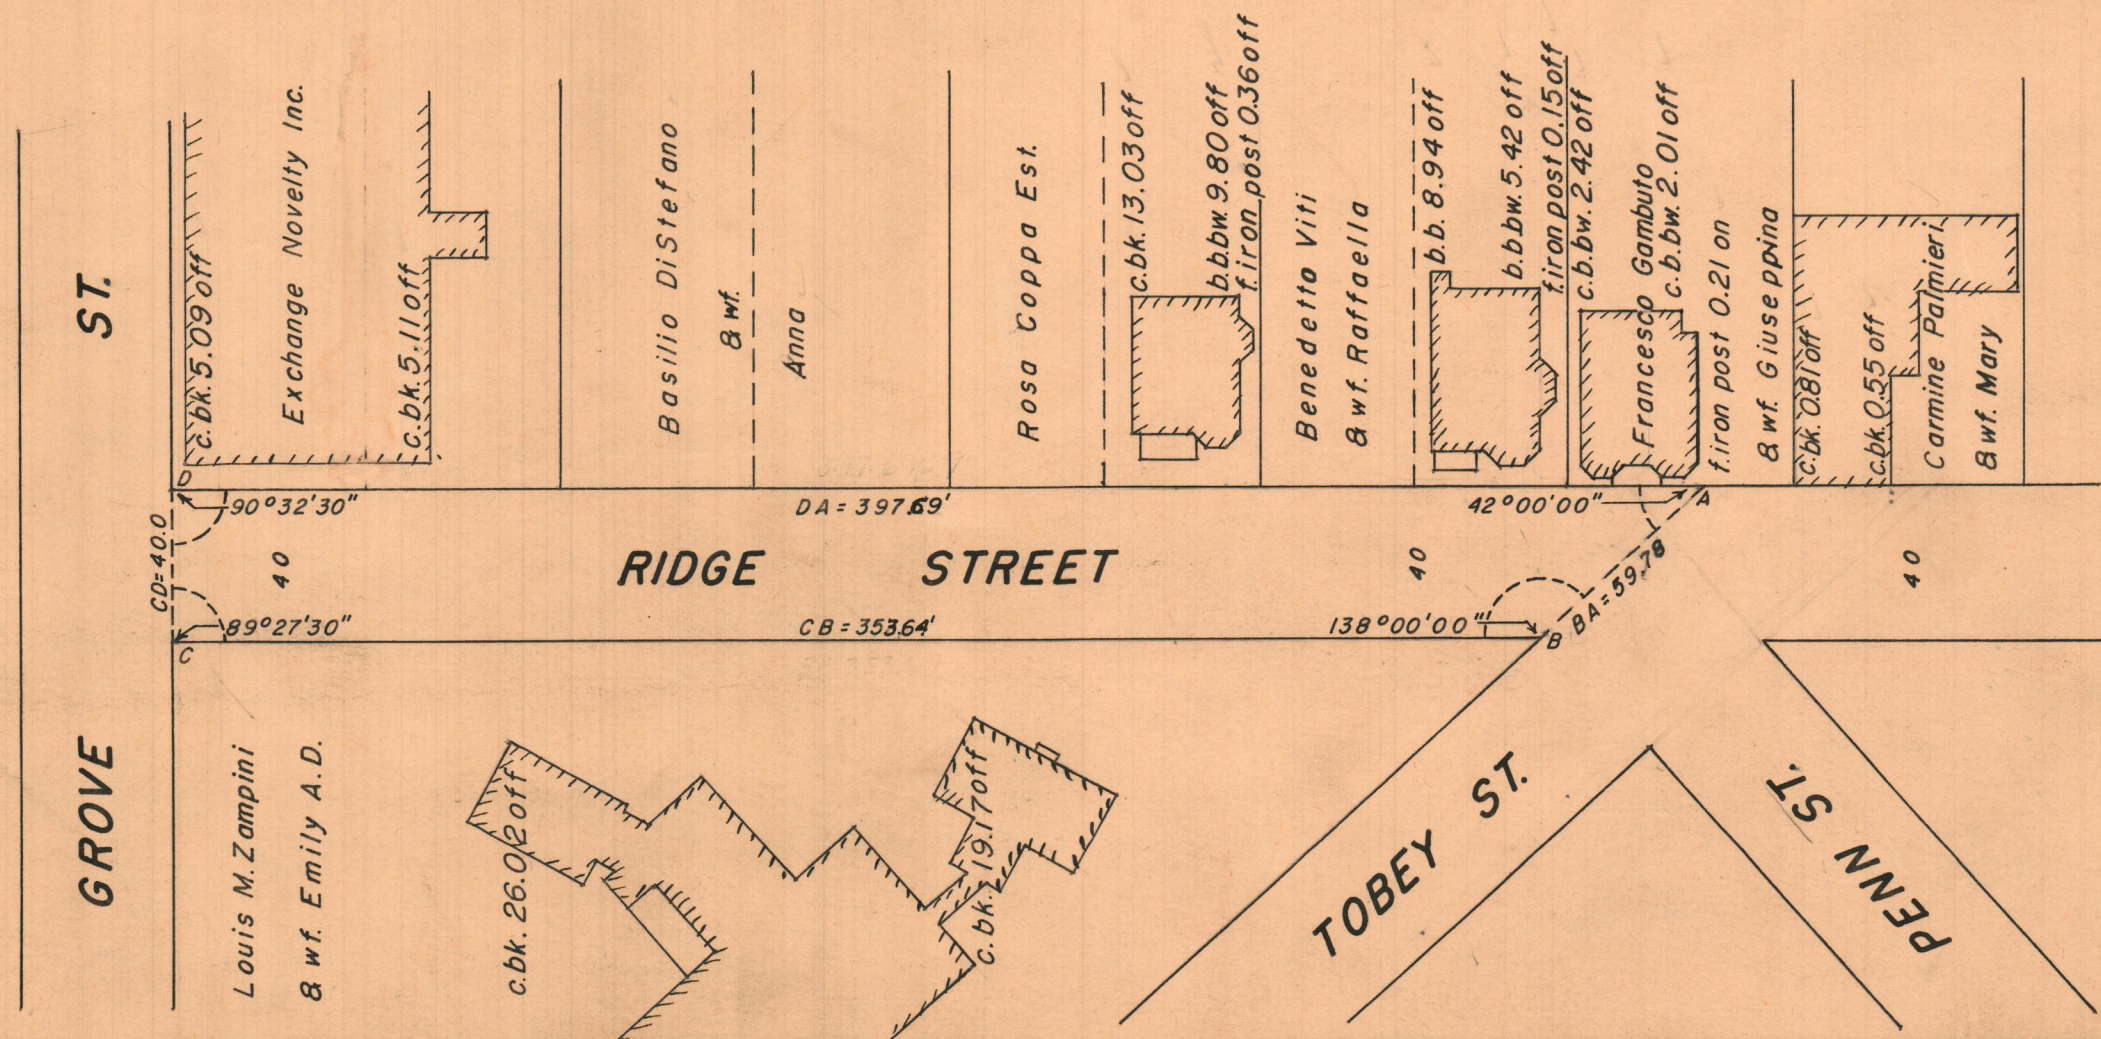 GROVE ST.
c.bk. 5.09 off
Exchange Novelty Inc.
c.bk. 5.11 off
Basilio DiStefano
& wf.
Anna
Rosa Coppa Est.
c.bk. 13.03 off
b.b.bw. 9.80 off
f. iron post 0.36 off
Benedetto Viti
& wf. Raffaella
b.b. 8.94 off
b.b.bw. 5.42 off
f.iron post 0.15 off
c.b.bw. 2.42 off
Francesco Gambuto
c.b.bw. 2.01 off
f.iron post 0.21 on
& wf. Giuseppina
c.bk. 0.81 off
c.bk. 0.55 off
Carmine Palmieri
& wf. Mary
D
90°32'30"
DA = 397.69'
42°00'00"
A
CD=40.0
40
RIDGE STREET
40
BA = 59.78
40
89°27'30"
CB = 353.64'
138°00'00"
B
C
Louis M. Zampini
& wf. Emily A.D.
c.bk. 26.02 off
c.bk. 19.17 off
TOBEY ST.
PENN ST.